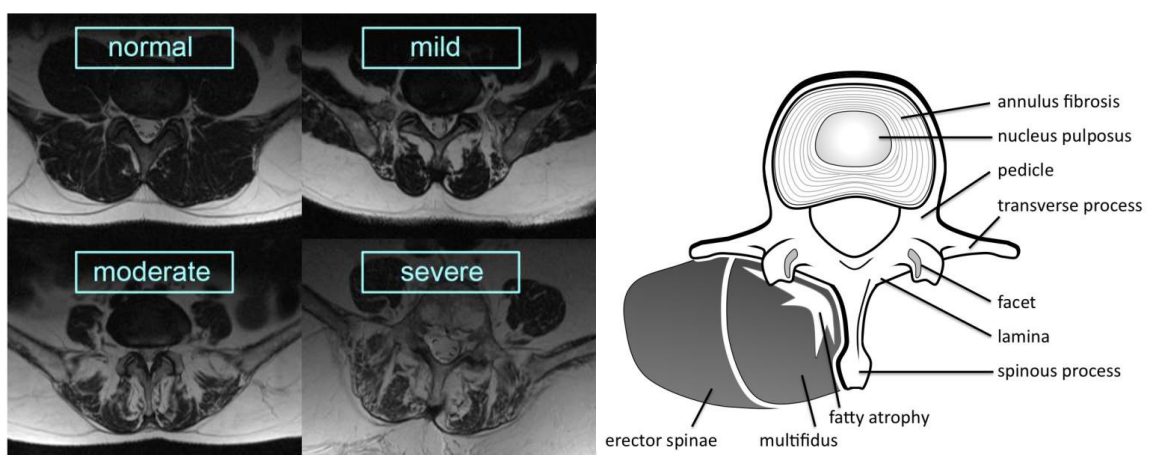 normal
mild
moderate
severe
annulus fibrosis
nucleus pulposus
pedicle
transverse process
facet
lamina
spinous process
fatty atrophy
erector spinae
multifidus